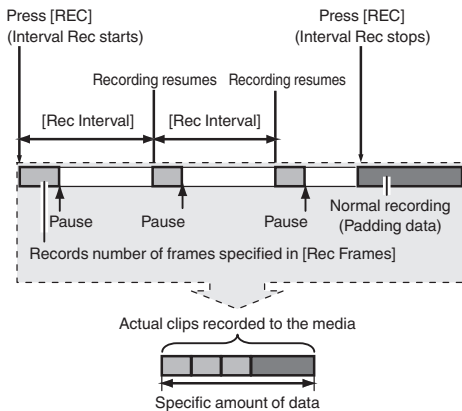 Press [REC]
(Interval Rec starts)
Press [REC]
(Interval Rec stops)
Recording resumes
Recording resumes
[Rec Interval]
[Rec Interval]
Pause
Pause
Pause
Normal recording
(Padding data)
Records number of frames specified in [Rec Frames]
Actual clips recorded to the media
Specific amount of data